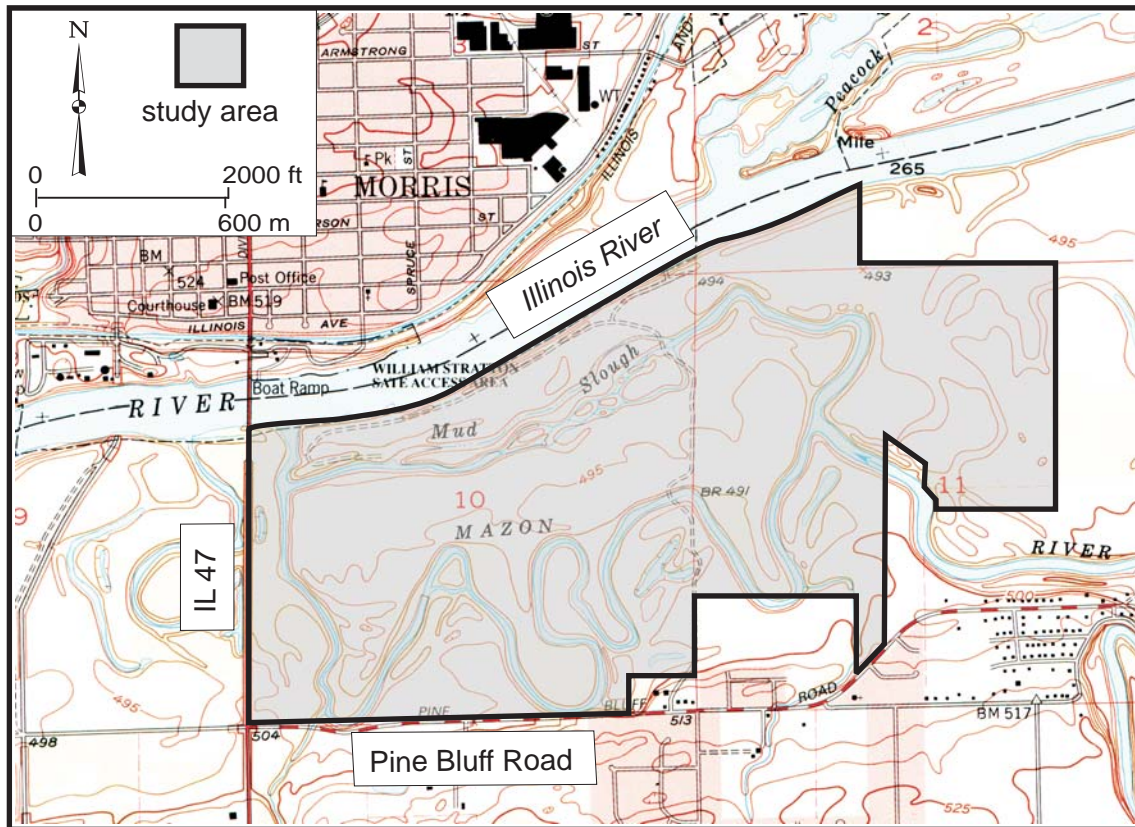 N
study area
0 2000 ft
0 600 m
ARMSTRONG ST
3
2
AND
Peacock
WT
ILLINOIS
Mile
265
Pk
ST
MORRIS
ST
SPRUCE
BM
524
Post Office
Courthouse
BM 519
ILLINOIS AVE
Illinois River
495
494
493
WILLIAM STRATTON
SATE ACCESS AREA
Boat Ramp
RIVER
Mud Slough
495
9
10
BR 491
11
MAZON
RIVER
IL 47
500
495
PINE BLUFF ROAD
498
504
513
BM 517
Pine Bluff Road
525